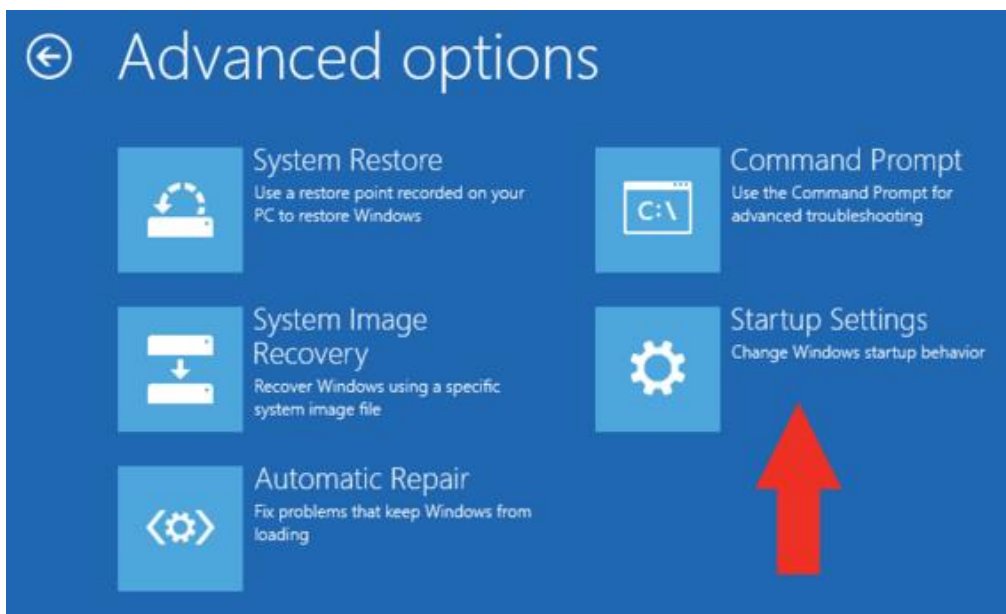 Advanced options
System Restore
Use a restore point recorded on your
PC to restore Windows
Command Prompt
Use the Command Prompt for
advanced troubleshooting
C:\
System Image
Recovery
Recover Windows using a specific
system image file
Startup Settings
Change Windows startup behavior
Automatic Repair
Fix problems that keep Windows from
loading